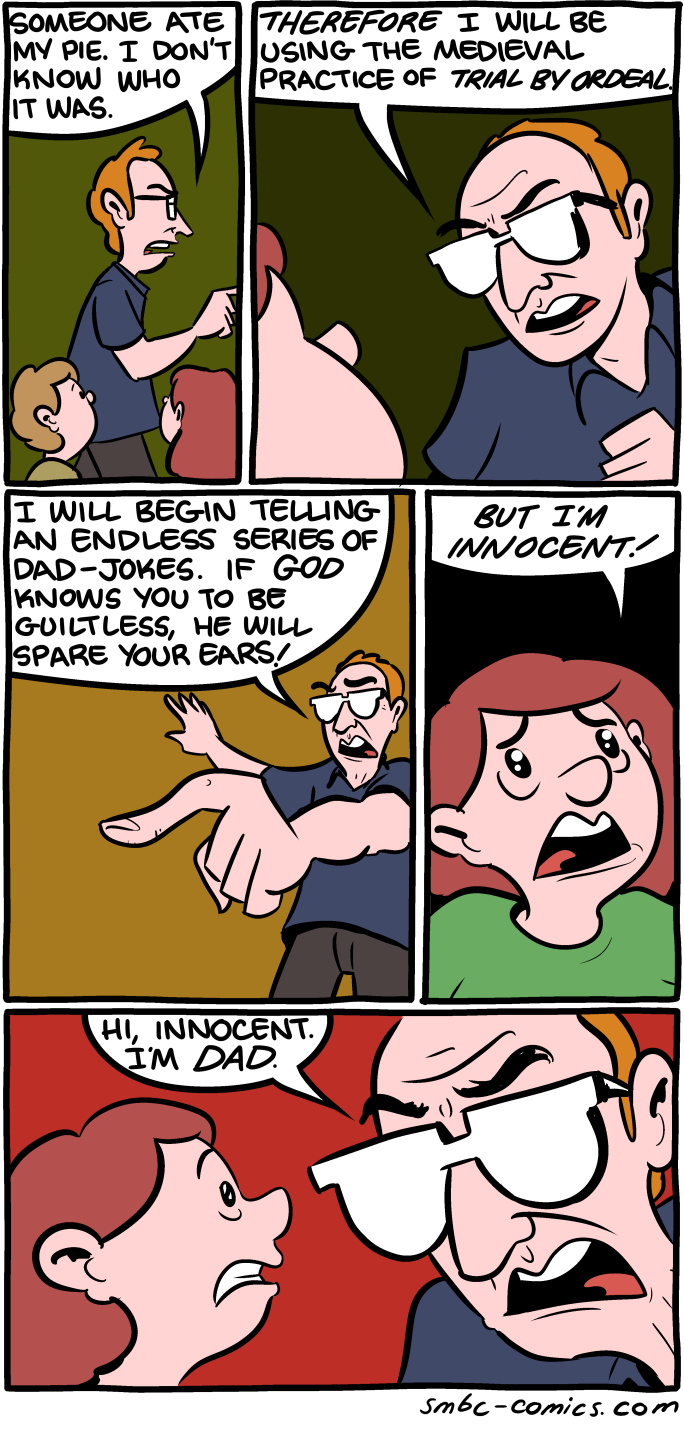 SOMEONE ATE
MY PIE. I DON'T
KNOW WHO
IT WAS.
THEREFORE I WILL BE
USING THE MEDIEVAL
PRACTICE OF TRIAL BY ORDEAL.
I WILL BEGIN TELLING
AN ENDLESS SERIES OF
DAD-JOKES. IF GOD
KNOWS YOU TO BE
GUILTLESS, HE WILL
SPARE YOUR EARS!
BUT I'M
INNOCENT!
HI, INNOCENT.
I'M DAD.
smbc-comics.com